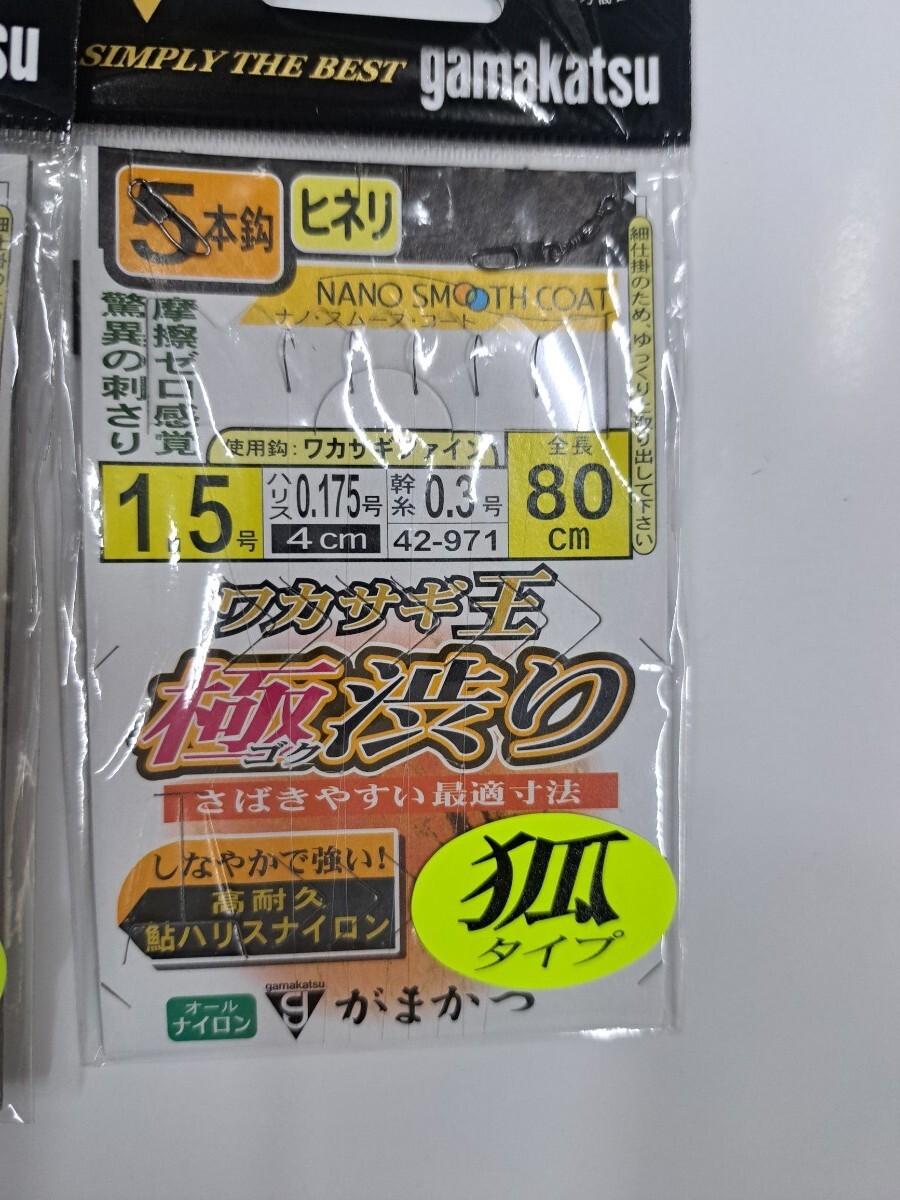 su
SIMPLY THE BEST
gamakatsu
5本鈎
ヒネリ
NANO SMOOTH COAT
ナノ・スムース・コート
摩擦ゼロ感覚
驚異の刺さり
細仕掛のため、ゆっくりと取り出して下さい
使用鈎:ワカサギファイン
1.5号
ハリス 0.175号
4cm
幹糸 0.3号
42-971
全長
80
cm
ワカサギ王
極渋り
ゴク
さばきやすい最適寸法
しなやかで強い!
高耐久
鮎ハリスナイロン
狐
タイプ
オール
ナイロン
gamakatsu
g
がまかつ